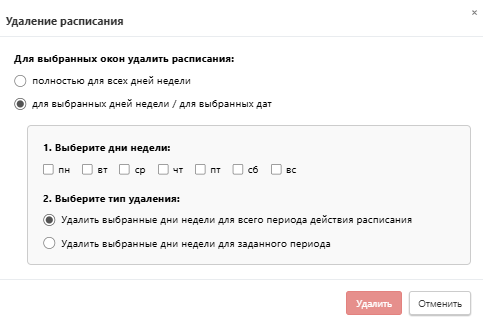 ×
Удаление расписания
Для выбранных окон удалить расписания:
полностью для всех дней недели
для выбранных дней недели / для выбранных дат
1. Выберите дни недели:
пн вт ср чт пт сб вс
2. Выберите тип удаления:
Удалить выбранные дни недели для всего периода действия расписания
Удалить выбранные дни недели для заданного периода
Удалить Отменить